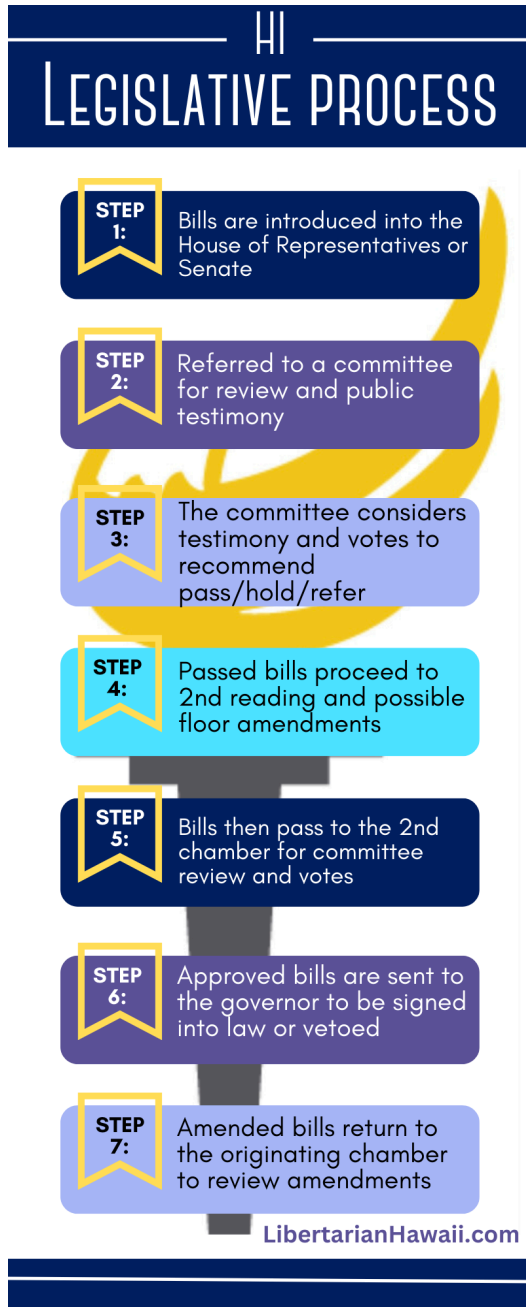 HI
LEGISLATIVE PROCESS
STEP
1:
Bills are introduced into the
House of Representatives or
Senate
STEP
2:
Referred to a committee
for review and public
testimony
STEP
3:
The committee considers
testimony and votes to
recommend
pass/hold/refer
STEP
4:
Passed bills proceed to
2nd reading and possible
floor amendments
STEP
5:
Bills then pass to the 2nd
chamber for committee
review and votes
STEP
6:
Approved bills are sent to
the governor to be signed
into law or vetoed
STEP
7:
Amended bills return to
the originating chamber
to review amendments
LibertarianHawaii.com